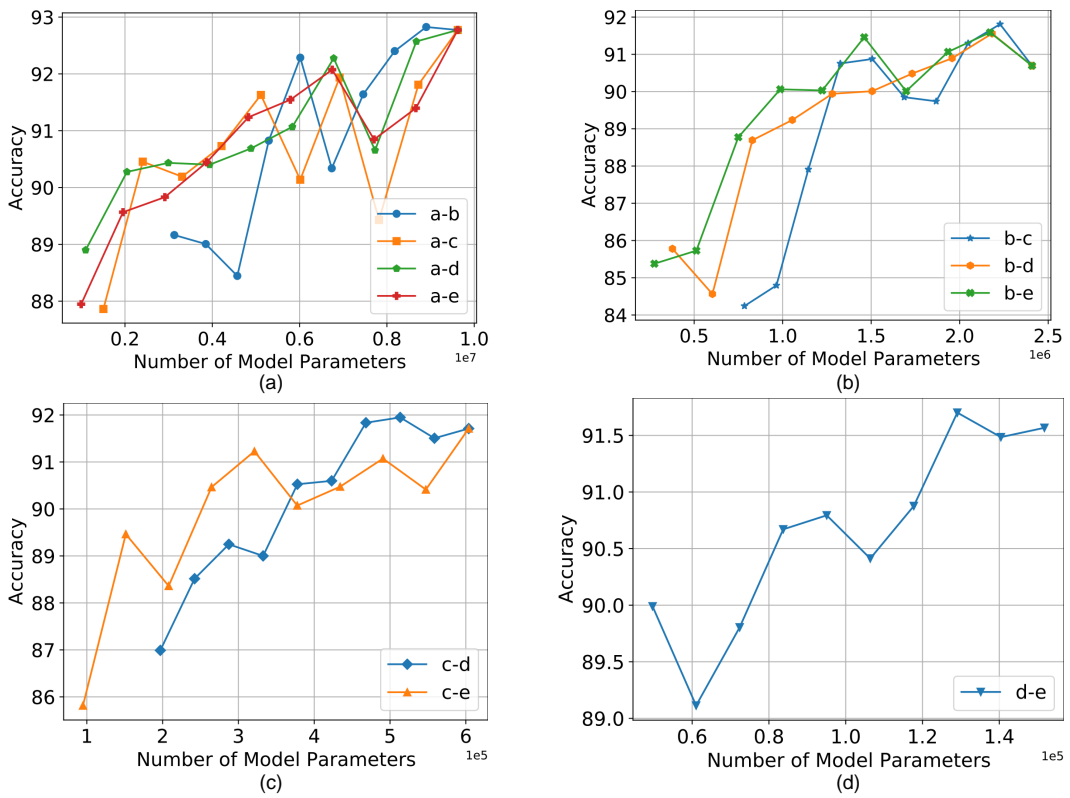 93
92
91
90
89
88
Accuracy
a-b
a-c
a-d
a-e
0.2 0.4 0.6 0.8 1.0
1e7
Number of Model Parameters
(a)
92
91
90
89
88
87
86
85
84
Accuracy
b-c
b-d
b-e
0.5 1.0 1.5 2.0 2.5
1e6
Number of Model Parameters
(b)
92
91
90
89
88
87
86
Accuracy
c-d
c-e
1 2 3 4 5 6
1e5
Number of Model Parameters
(c)
91.5
91.0
90.5
90.0
89.5
89.0
Accuracy
d-e
0.6 0.8 1.0 1.2 1.4
1e5
Number of Model Parameters
(d)